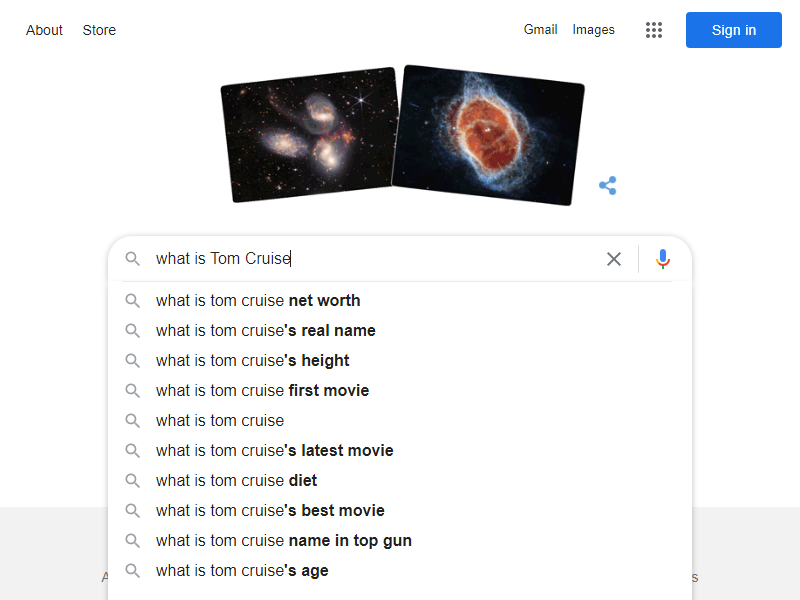 About Store Gmail Images Sign in
what is Tom Cruise
what is tom cruise net worth
what is tom cruise's real name
what is tom cruise's height
what is tom cruise first movie
what is tom cruise
what is tom cruise's latest movie
what is tom cruise diet
what is tom cruise's best movie
what is tom cruise name in top gun
what is tom cruise's age